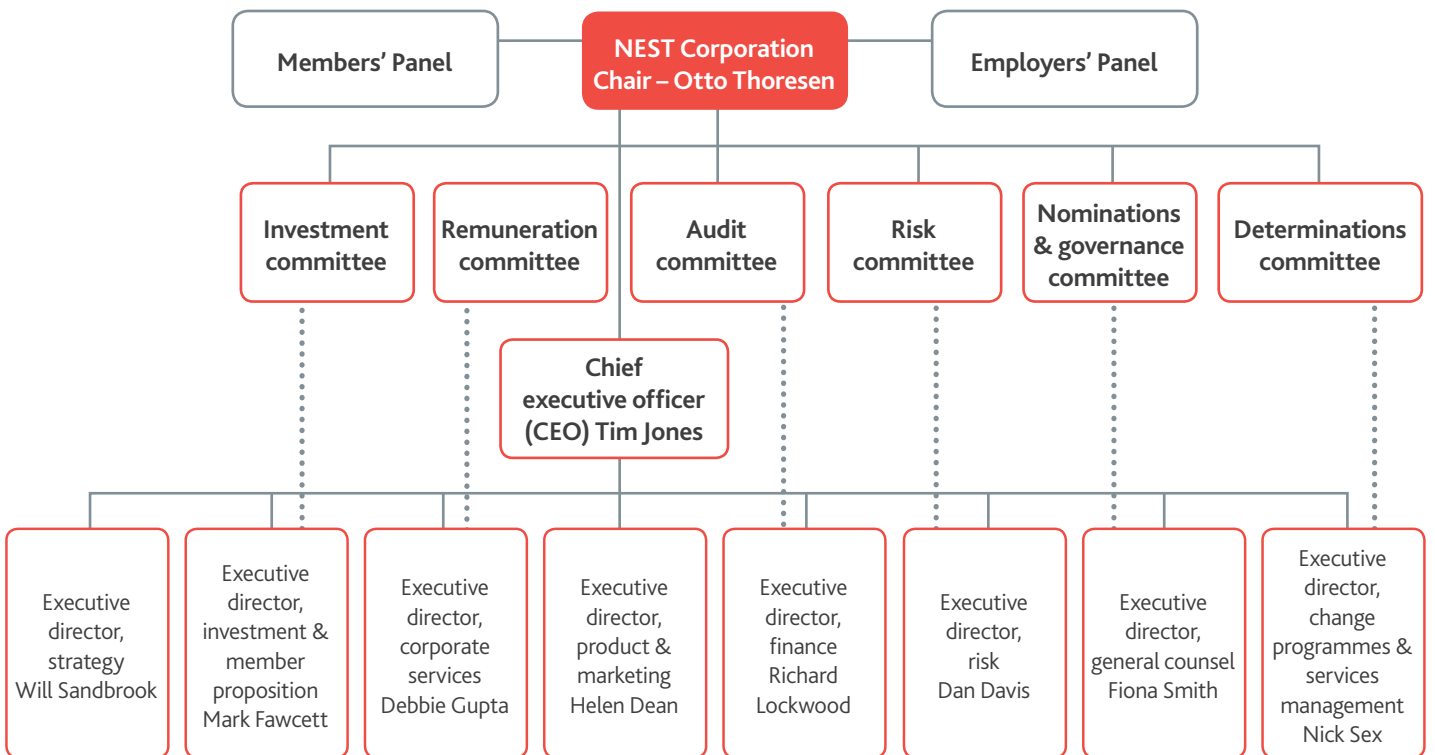 Members’ Panel
NEST Corporation
Chair – Otto Thoresen
Employers’ Panel
Investment
committee
Remuneration
committee
Audit
committee
Risk
committee
Nominations
& governance
committee
Determinations
committee
Chief
executive officer
(CEO) Tim Jones
Executive
director,
strategy
Will Sandbrook
Executive
director,
investment &
member
proposition
Mark Fawcett
Executive
director,
corporate
services
Debbie Gupta
Executive
director,
product &
marketing
Helen Dean
Executive
director,
finance
Richard
Lockwood
Executive
director,
risk
Dan Davis
Executive
director,
general counsel
Fiona Smith
Executive
director,
change
programmes &
services
management
Nick Sex